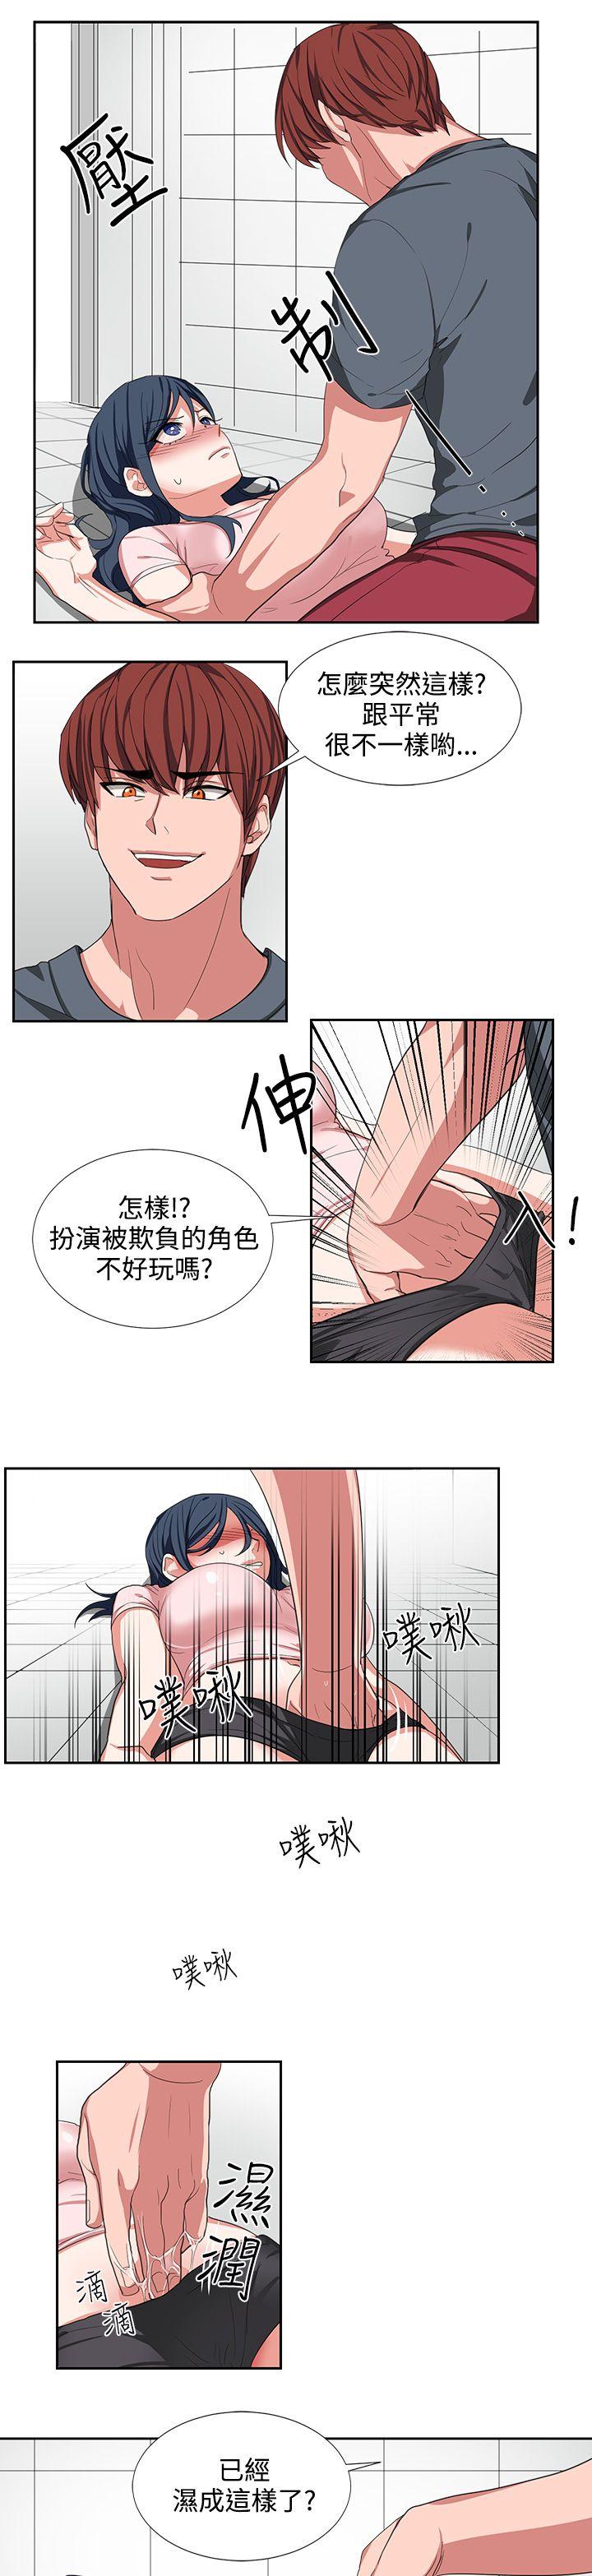 壓
制
怎麼突然這樣?
跟平常
很不一樣喲...
伸
入!
怎樣!?
扮演被欺負的角色
不好玩嗎?
噗啾
噗啾
噗啾
噗啾
濕
潤
滴
滴
已經
濕成這樣了?